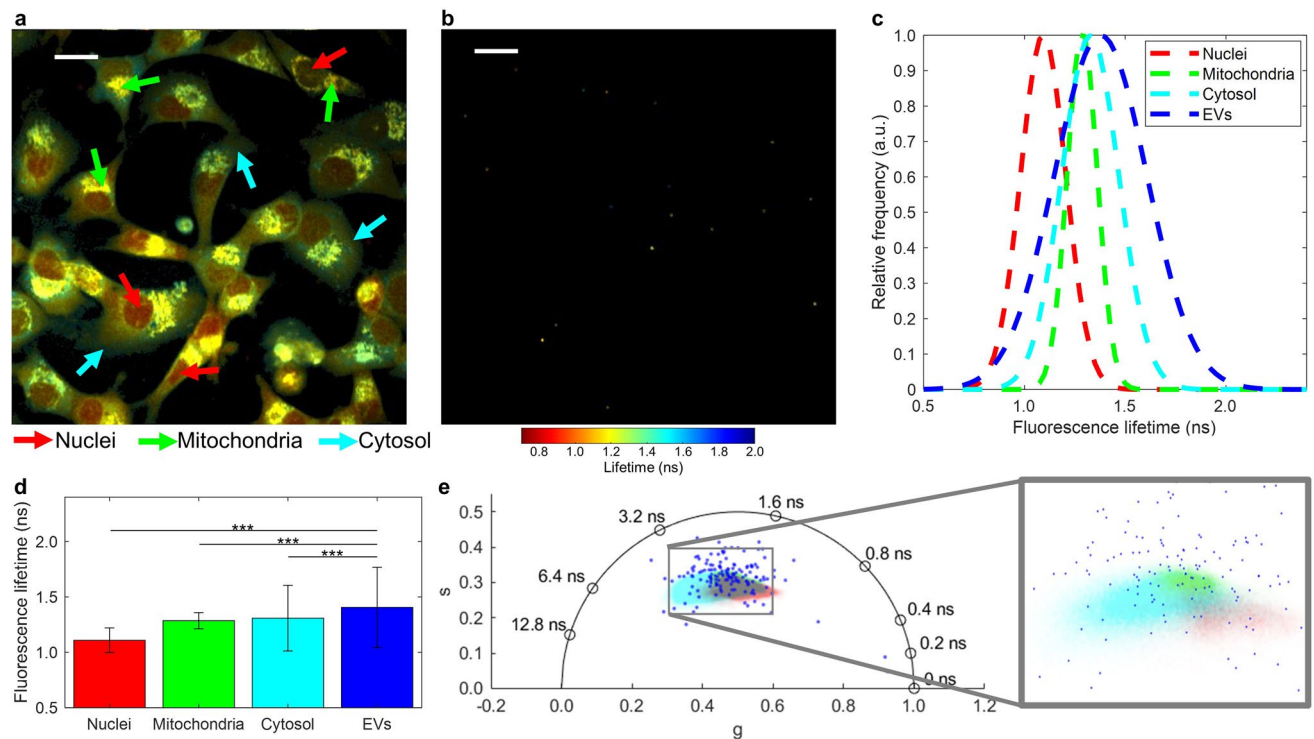 a
b
c
Nuclei
Mitochondria
Cytosol
0.8 1.0 1.2 1.4 1.6 1.8 2.0
Lifetime (ns)
Relative frequency (a.u.)
1.0
0.9
0.8
0.7
0.6
0.5
0.4
0.3
0.2
0.1
0
0.5 1.0 1.5 2.0
Fluorescence lifetime (ns)
Nuclei
Mitochondria
Cytosol
EVs
d
Fluorescence lifetime (ns)
2.0
1.5
1.0
0.5
***
***
***
Nuclei Mitochondria Cytosol EVs
e
s
0.5
0.4
0.3
0.2
0.1
0.0
-0.2 0.0 0.2 0.4 0.6 0.8 1.0 1.2
g
12.8 ns
6.4 ns
3.2 ns
1.6 ns
0.8 ns
0.4 ns
0.2 ns
0 ns